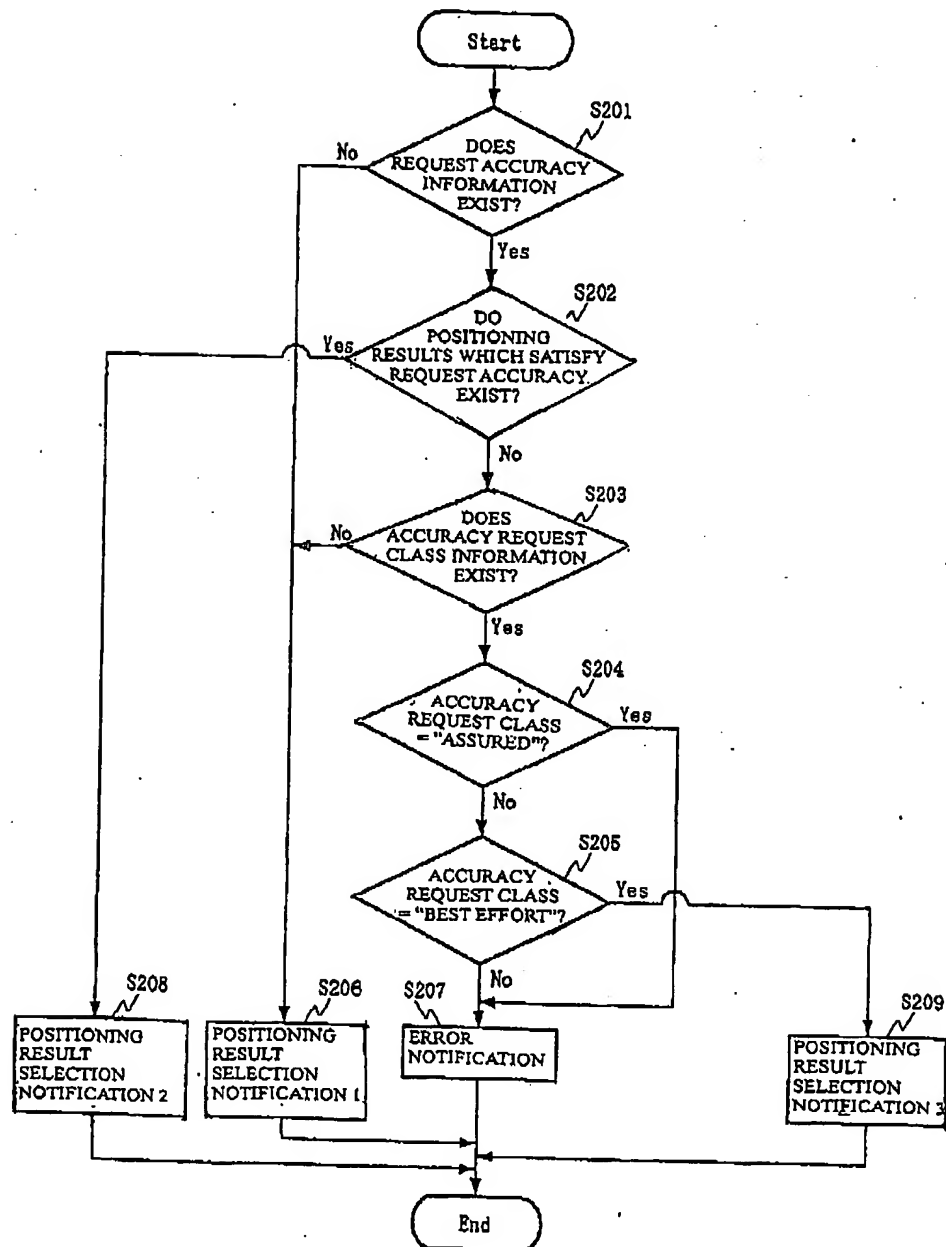 Start
S201
No
DOES
REQUEST ACCURACY
INFORMATION
EXIST?
Yes
S202
DO
Yes
POSITIONING
RESULTS WHICH SATISFY
REQUEST ACCURACY.
EXIST?
No
S203
DOES
No
ACCURACY REQUEST
CLASS INFORMATION
EXIST?
Yes
S204
ACCURACY
REQUEST CLASS
= "ASSURED"?
Yes
No
S205
ACCURACY
REQUEST CLASS
= "BEST EFFORT"?
Yes
No
S208
POSITIONING
RESULT
SELECTION
NOTIFICATION 2
S206
POSITIONING
RESULT
SELECTION
NOTIFICATION 1
S207
ERROR
NOTIFICATION
S209
POSITIONING
RESULT
SELECTION
NOTIFICATION 3
End